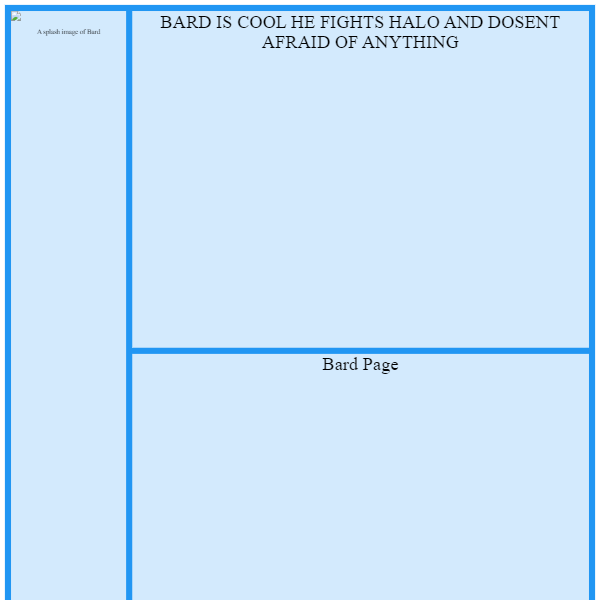 A splash image of Bard
BARD IS COOL HE FIGHTS HALO AND DOSENT
AFRAID OF ANYTHING
Bard Page